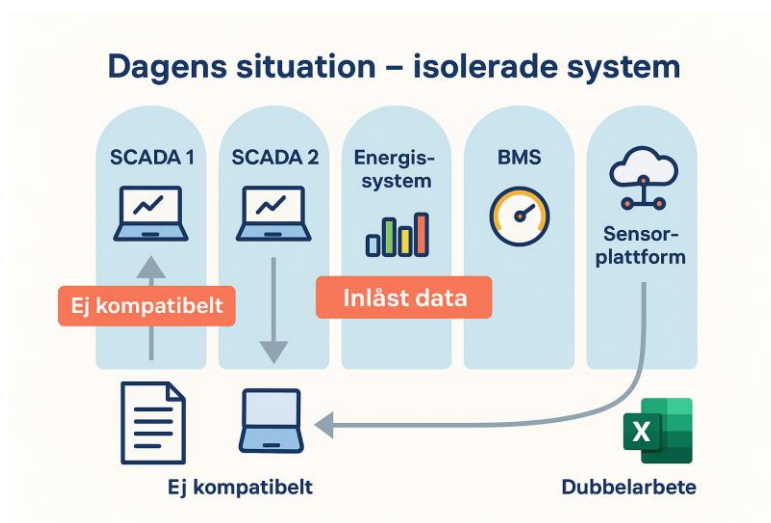 Dagens situation – isolerade system
SCADA 1
SCADA 2
Energis-
system
BMS
Sensor-
plattform
Ej kompatibelt
Inlåst data
X
Ej kompatibelt
Dubbelarbete